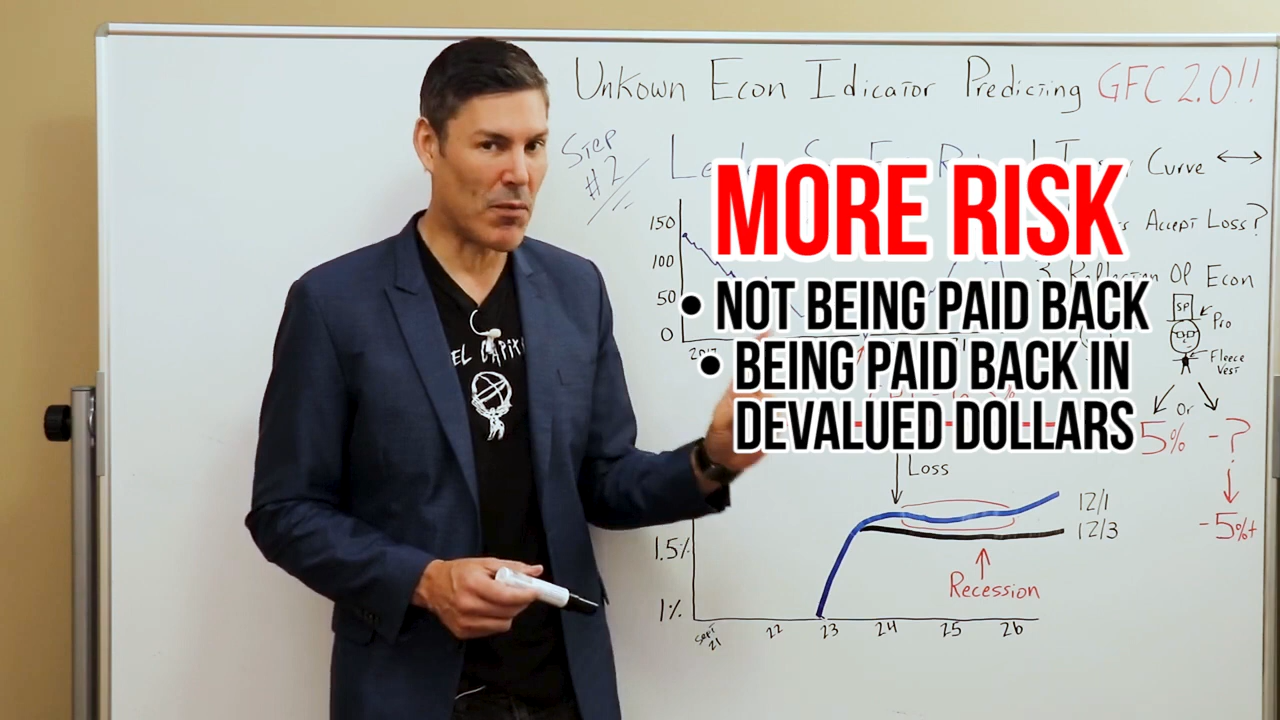 Unkown Econ Idicator Predicting GFC 2.0!!
Step
#2
Curve
MORE RISK
150
100
50
0
Accept Loss?
Of Econ
• NOT BEING PAID BACK
• BEING PAID BACK IN
DEVALUED DOLLARS
SP
Pro
Fleece
Vest
Or
5% - ?
-5%+
EL CAPIT
Loss
12/1
12/3
1.5%
1%
Recession
Sept
21
22
23
24
25
26